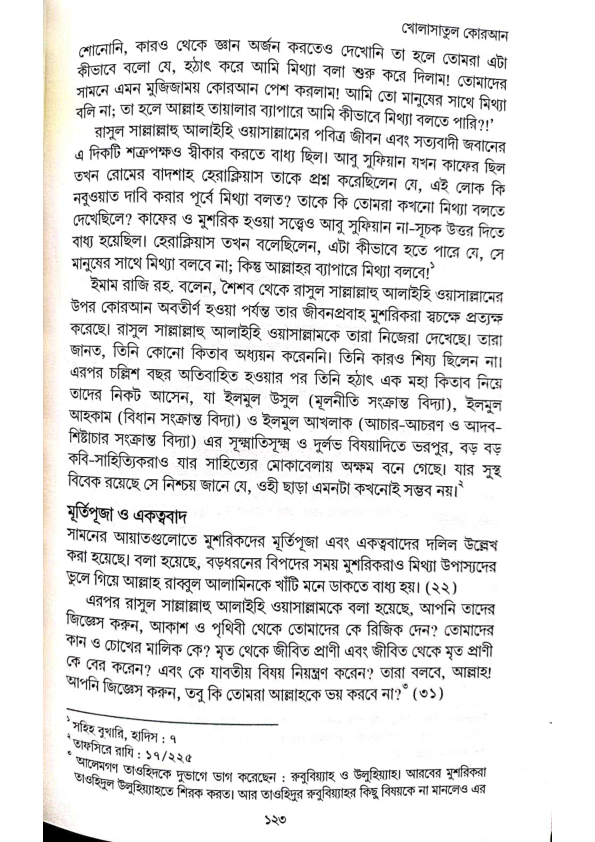 খোলাসাতুল কোরআন
শোনোনি, কারও থেকে জ্ঞান অর্জন করতেও দেখোনি তা হলে তোমরা এটা
কীভাবে বলো যে, হঠাৎ করে আমি মিথ্যা বলা শুরু করে দিলাম! তোমাদের
সামনে এমন মুজিজাময় কোরআন পেশ করলাম! আমি তো মানুষের সাথে মিথ্যা
বলি না; তা হলে আল্লাহ তায়ালার ব্যাপারে আমি কীভাবে মিথ্যা বলতে পারি?!'
রাসুল সাল্লাল্লাহু আলাইহি ওয়াসাল্লামের পবিত্র জীবন এবং সত্যবাদী জবানের
এ দিকটি শত্রুপক্ষও স্বীকার করতে বাধ্য ছিল। আবু সুফিয়ান যখন কাফের ছিল
তখন রোমের বাদশাহ হেরাক্লিয়াস তাকে প্রশ্ন করেছিলেন যে, এই লোক কি
নবুওয়াত দাবি করার পূর্বে মিথ্যা বলত? তাকে কি তোমরা কখনো মিথ্যা বলতে
দেখেছিলে? কাফের ও মুশরিক হওয়া সত্ত্বেও আবু সুফিয়ান না-সূচক উত্তর দিতে
বাধ্য হয়েছিল। হেরাক্লিয়াস তখন বলেছিলেন, এটা কীভাবে হতে পারে যে, সে
মানুষের সাথে মিথ্যা বলবে না; কিন্তু আল্লাহর ব্যাপারে মিথ্যা বলবে!১
ইমাম রাজি রহ. বলেন, শৈশব থেকে রাসুল সাল্লাল্লাহু আলাইহি ওয়াসাল্লামের
উপর কোরআন অবতীর্ণ হওয়া পর্যন্ত তার জীবনপ্রবাহ মুশরিকরা স্বচক্ষে প্রত্যক্ষ
করেছে। রাসুল সাল্লাল্লাহু আলাইহি ওয়াসাল্লামকে তারা নিজেরা দেখেছে। তারা
জানত, তিনি কোনো কিতাব অধ্যয়ন করেননি। তিনি কারও শিষ্য ছিলেন না।
এরপর চল্লিশ বছর অতিবাহিত হওয়ার পর তিনি হঠাৎ এক মহা কিতাব নিয়ে
তাদের নিকট আসেন, যা ইলমুল উসুল (মূলনীতি সংক্রান্ত বিদ্যা), ইলমুল
আহকাম (বিধান সংক্রান্ত বিদ্যা) ও ইলমুল আখলাক (আচার-আচরণ ও আদব-
শিষ্টাচার সংক্রান্ত বিদ্যা) এর সূক্ষ্মাতিসূক্ষ্ম ও দুর্লভ বিষয়াদিতে ভরপুর, বড় বড়
কবি-সাহিত্যিকরাও যার সাহিত্যের মোকাবেলায় অক্ষম বনে গেছে। যার সুস্থ
বিবেক রয়েছে সে নিশ্চয় জানে যে, ওহী ছাড়া এমনটা কখনোই সম্ভব নয়।২
মূর্তিপূজা ও একত্ববাদ
সামনের আয়াতগুলোতে মুশরিকদের মূর্তিপূজা এবং একত্ববাদের দলিল উল্লেখ
করা হয়েছে। বলা হয়েছে, বড়ধরনের বিপদের সময় মুশরিকরাও মিথ্যা উপাস্যদের
ভুলে গিয়ে আল্লাহ রাব্বুল আলামিনকে খাঁটি মনে ডাকতে বাধ্য হয়। (২২)
এরপর রাসুল সাল্লাল্লাহু আলাইহি ওয়াসাল্লামকে বলা হয়েছে, আপনি তাদের
জিজ্ঞেস করুন, আকাশ ও পৃথিবী থেকে তোমাদের কে রিজিক দেন? তোমাদের
কান ও চোখের মালিক কে? মৃত থেকে জীবিত প্রাণী এবং জীবিত থেকে মৃত প্রাণী
কে বের করেন? এবং কে যাবতীয় বিষয় নিয়ন্ত্রণ করেন? তারা বলবে, আল্লাহ!
আপনি জিজ্ঞেস করুন, তবু কি তোমরা আল্লাহকে ভয় করবে না?৩ (৩১)
১ সহিহ বুখারি, হাদিস : ৭
২ তাফসিরে রাযি : ১৭/২২৫
৩ আলেমগণ তাওহিদকে দুভাগে ভাগ করেছেন : রুবুবিয়্যাহ ও উলুহিয়্যাহ। আরবের মুশরিকরা
তাওহিদুল উলুহিয়্যাহতে শিরক করত। আর তাওহিদুর রুবুবিয়্যাহর কিছু বিষয়কে না মানলেও এর
১২৩